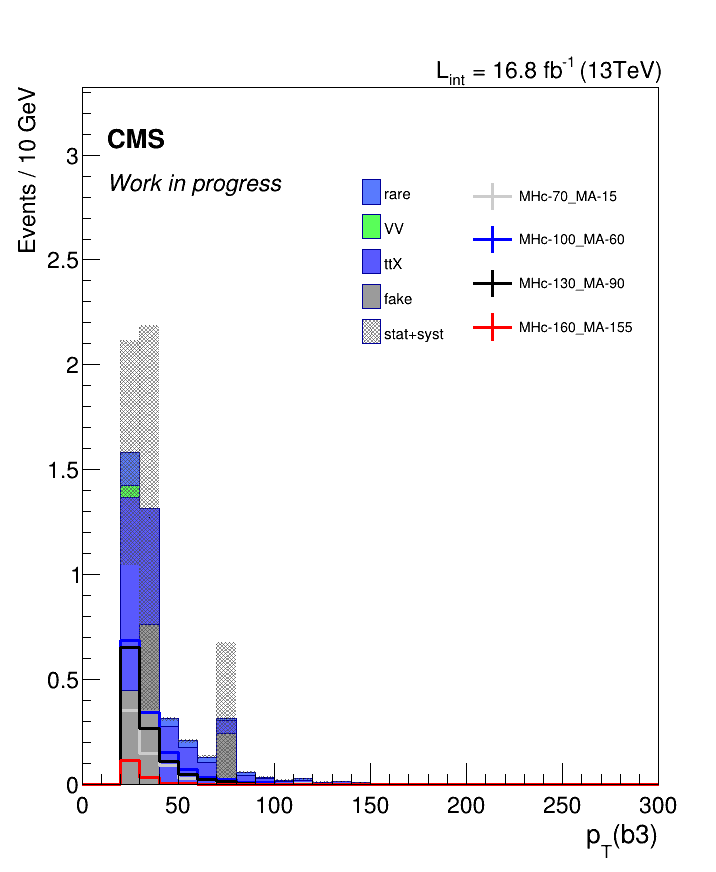 L_int = 16.8 fb^-1 (13TeV)
Events / 10 GeV
CMS
Work in progress
rare
VV
ttX
fake
stat+syst
MHc-70_MA-15
MHc-100_MA-60
MHc-130_MA-90
MHc-160_MA-155
3
2.5
2
1.5
1
0.5
0
0 50 100 150 200 250 300
p_T(b3)